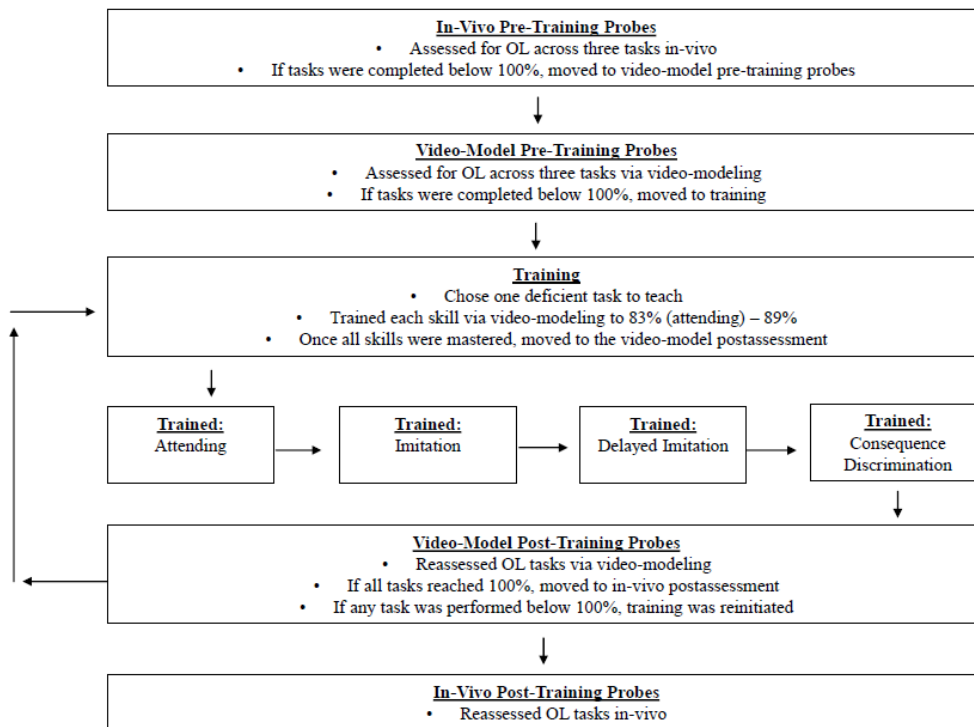 In-Vivo Pre-Training Probes
• Assessed for OL across three tasks in-vivo
• If tasks were completed below 100%, moved to video-model pre-training probes
Video-Model Pre-Training Probes
• Assessed for OL across three tasks via video-modeling
• If tasks were completed below 100%, moved to training
Training
• Chose one deficient task to teach
• Trained each skill via video-modeling to 83% (attending) – 89%
• Once all skills were mastered, moved to the video-model postassessment
Trained:
Attending
Trained:
Imitation
Trained:
Delayed Imitation
Trained:
Consequence
Discrimination
Video-Model Post-Training Probes
• Reassessed OL tasks via video-modeling
• If all tasks reached 100%, moved to in-vivo postassessment
• If any task was performed below 100%, training was reinitiated
In-Vivo Post-Training Probes
• Reassessed OL tasks in-vivo